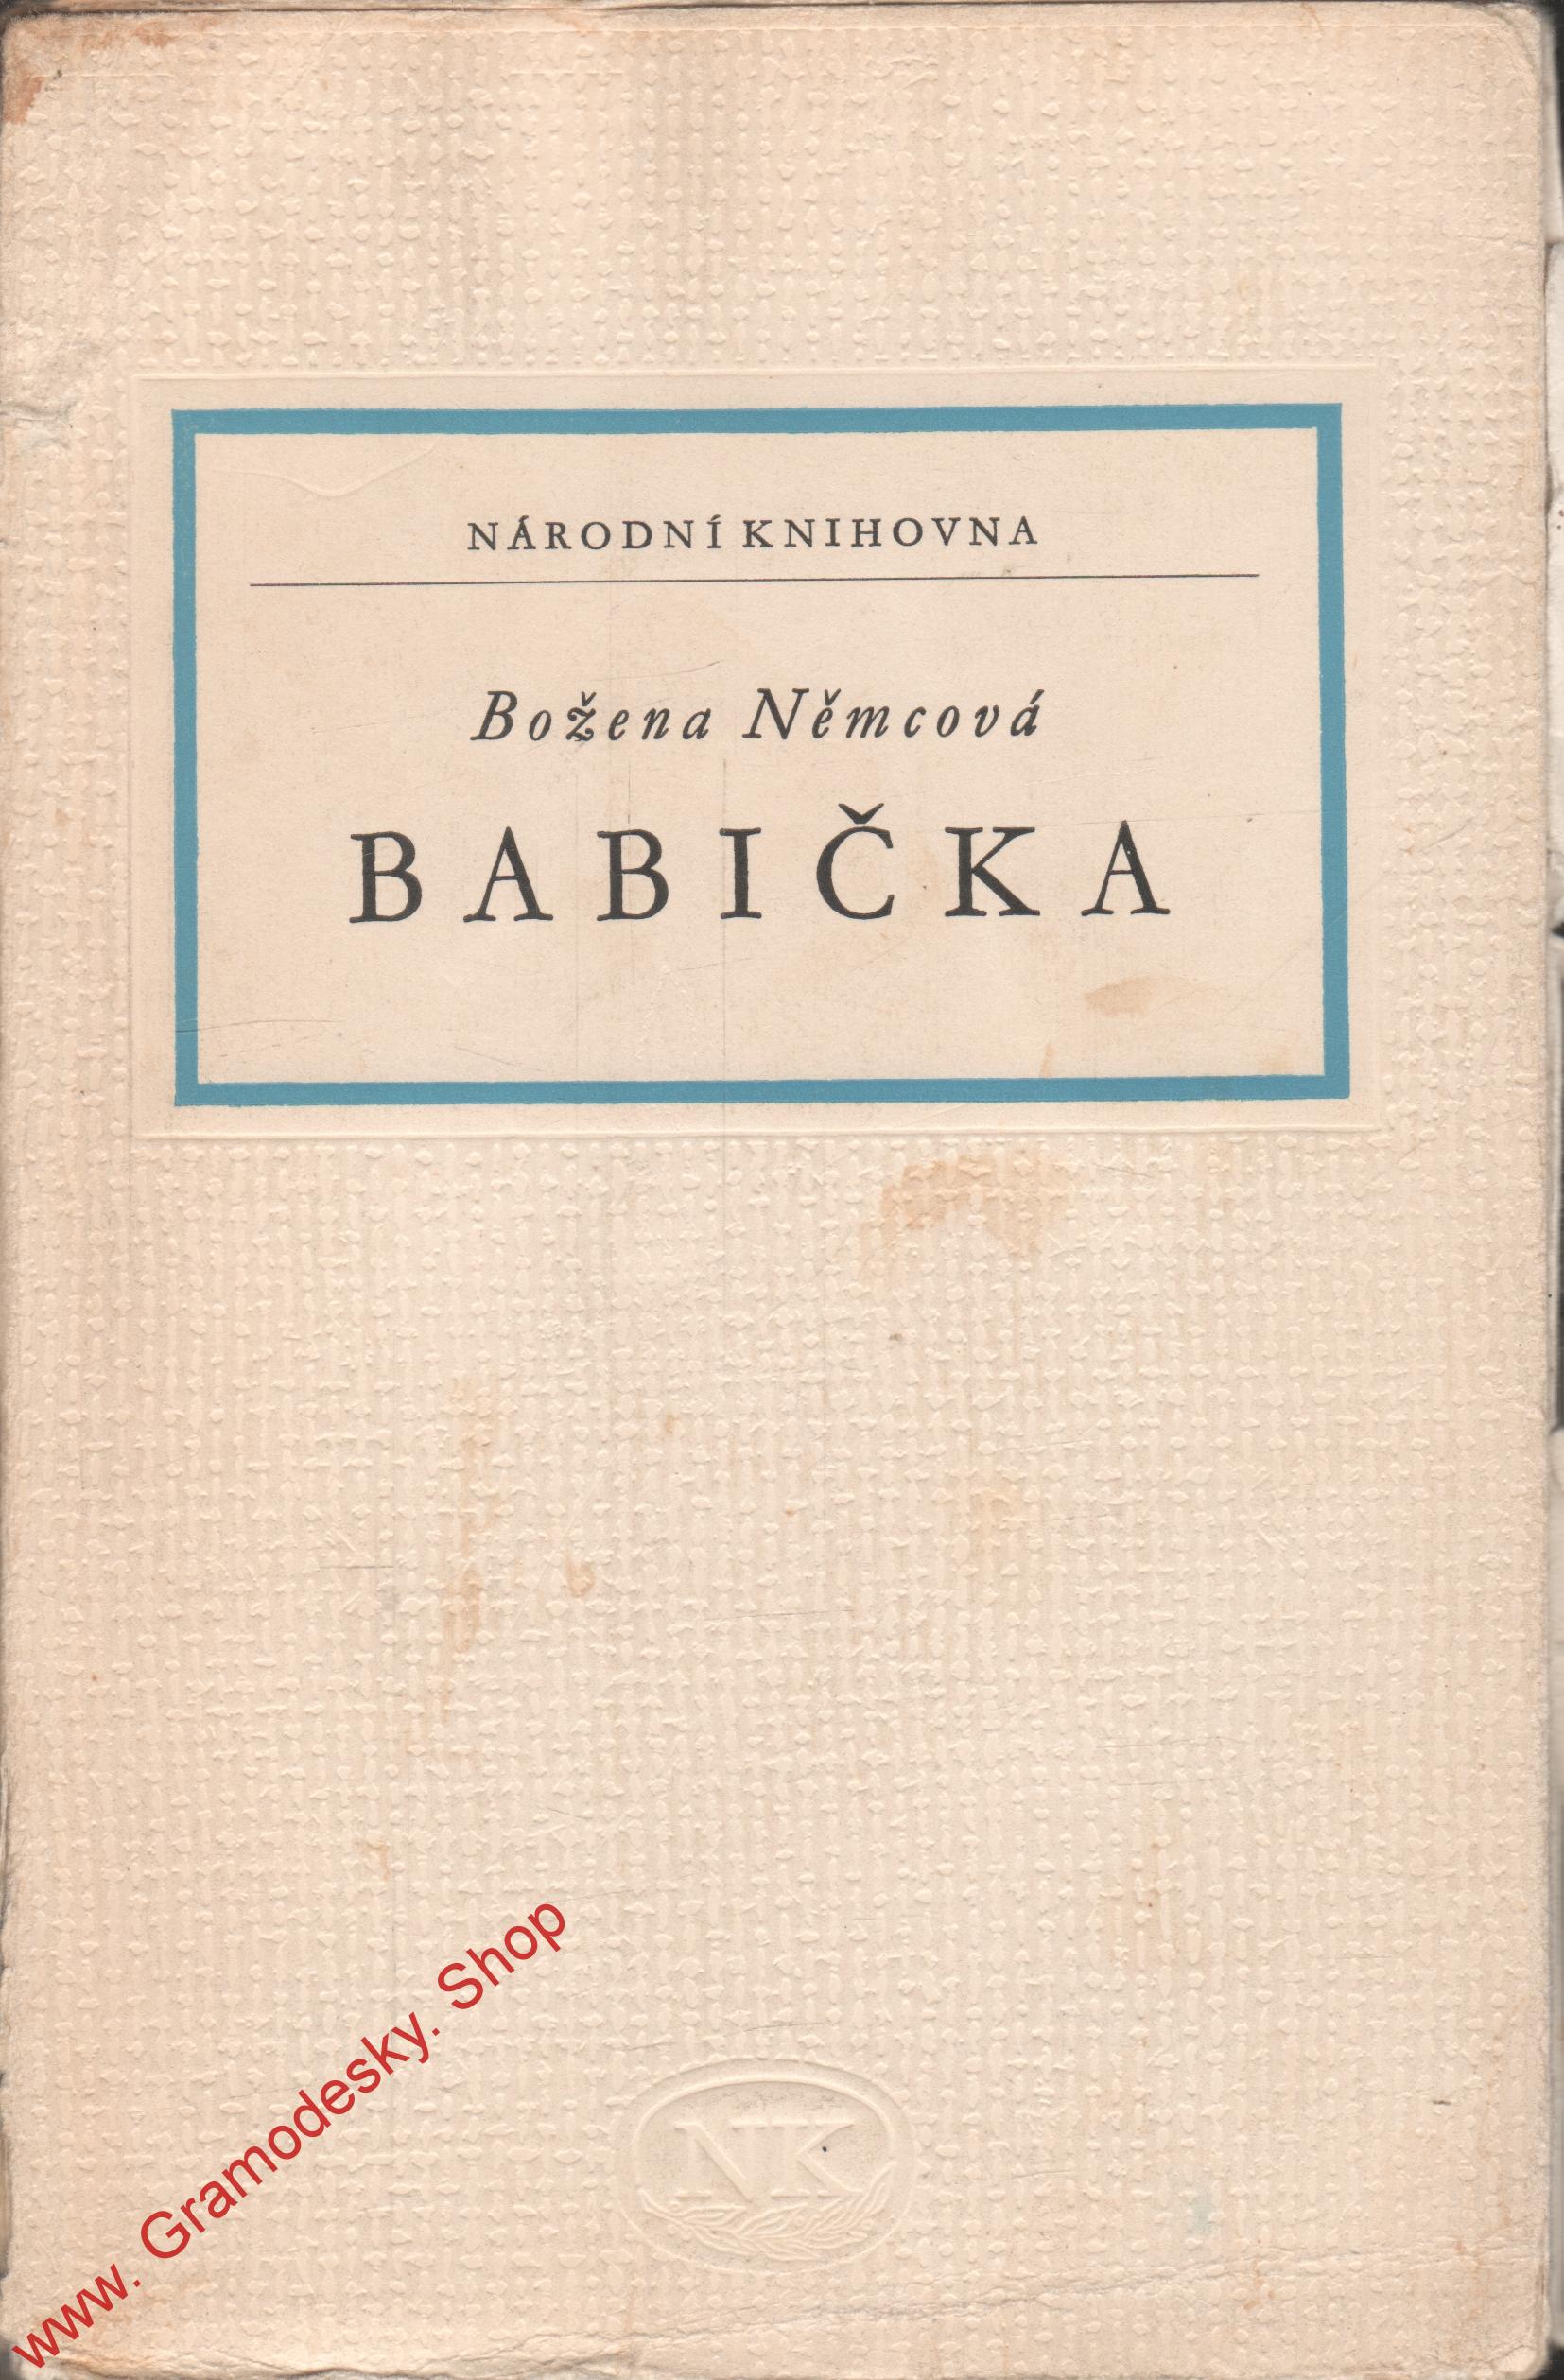 NÁRODNÍ KNIHOVNA
Božena Němcová
BABIČKA
NK
www. Gramodesky. Shop